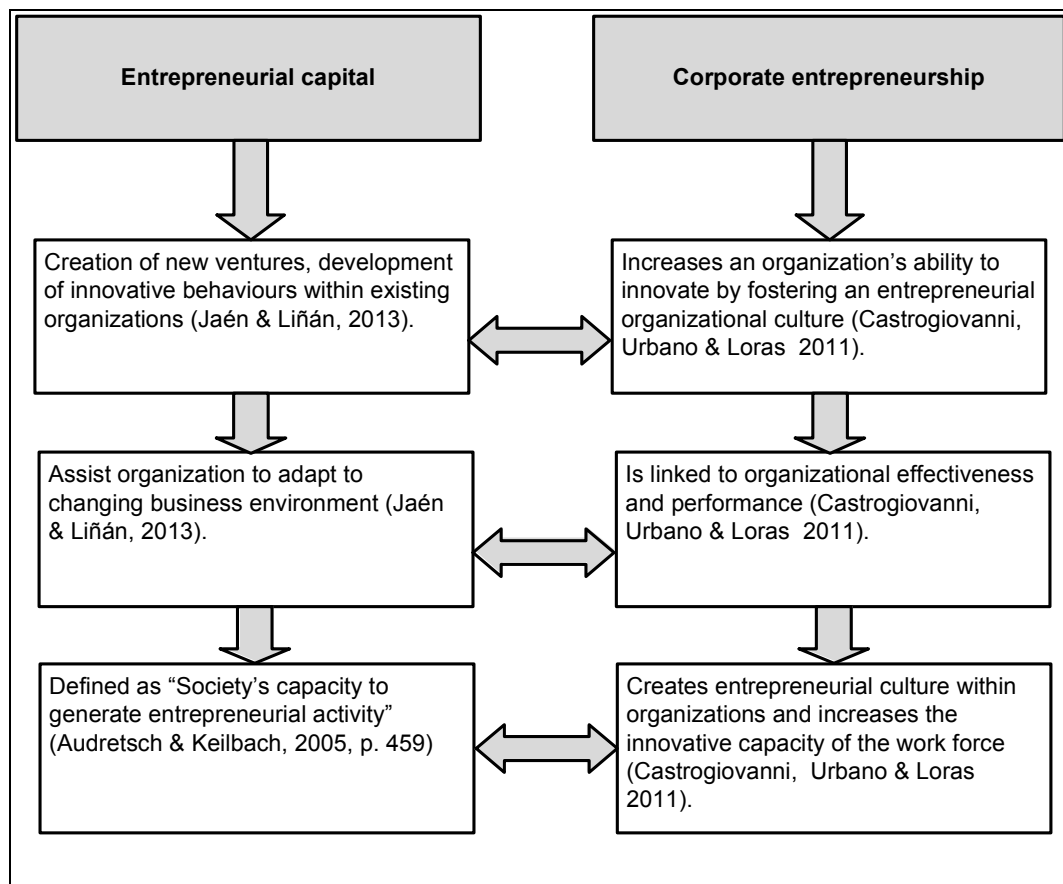 Entrepreneurial capital
Corporate entrepreneurship
Creation of new ventures, development
of innovative behaviours within existing
organizations (Jaén & Liñán, 2013).
Increases an organization’s ability to
innovate by fostering an entrepreneurial
organizational culture (Castrogiovanni,
Urbano & Loras  2011).
Assist organization to adapt to
changing business environment (Jaén
& Liñán, 2013).
Is linked to organizational effectiveness
and performance (Castrogiovanni,
Urbano & Loras  2011).
Defined as “Society’s capacity to
generate entrepreneurial activity”
(Audretsch & Keilbach, 2005, p. 459)
Creates entrepreneurial culture within
organizations and increases the
innovative capacity of the work force
(Castrogiovanni,  Urbano & Loras
2011).